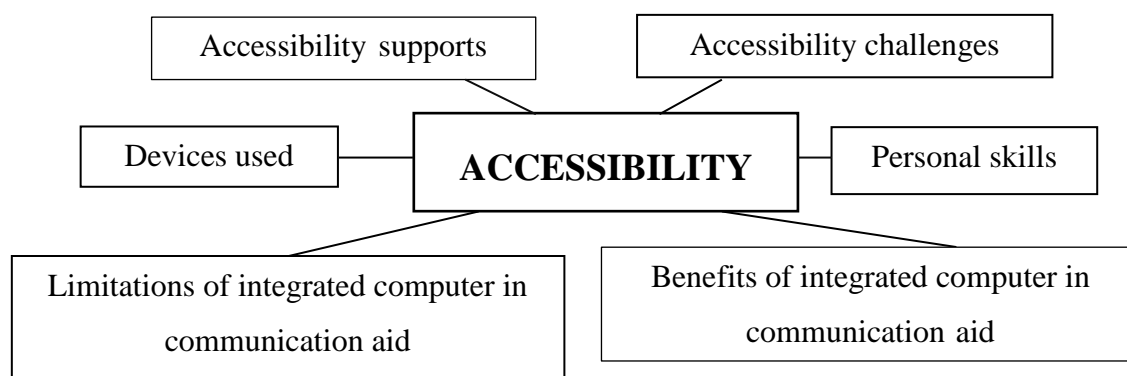 Accessibility supports
Accessibility challenges
Devices used
ACCESSIBILITY
Personal skills
Limitations of integrated computer in
communication aid
Benefits of integrated computer in
communication aid